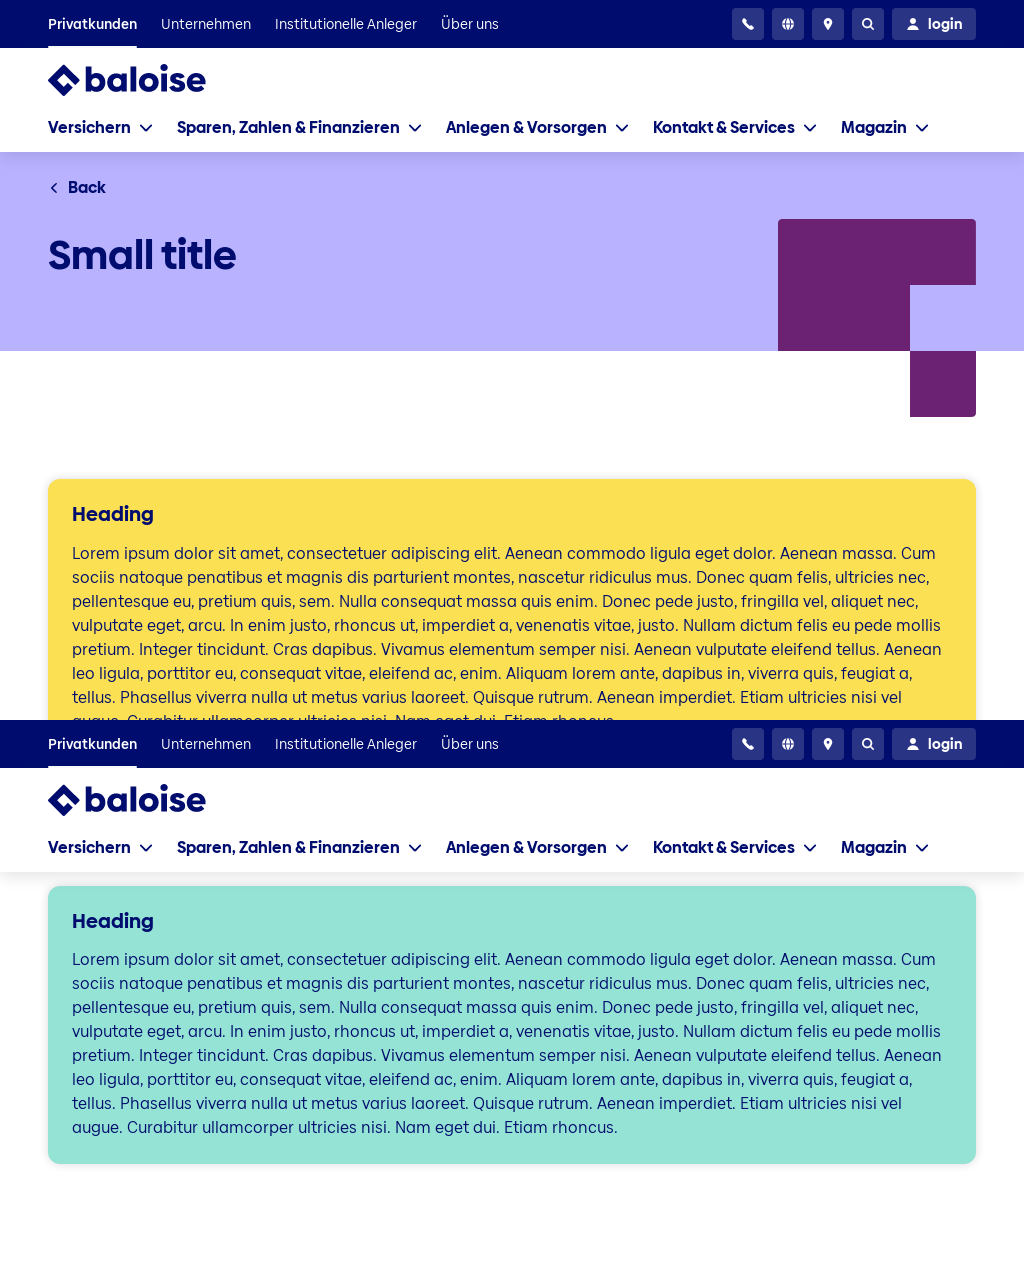 Privatkunden Unternehmen Institutionelle Anleger Über uns login
baloise
Versichern Sparen, Zahlen & Finanzieren Anlegen & Vorsorgen Kontakt & Services Magazin
Back
Small title
Heading
Lorem ipsum dolor sit amet, consectetuer adipiscing elit. Aenean commodo ligula eget dolor. Aenean massa. Cum
sociis natoque penatibus et magnis dis parturient montes, nascetur ridiculus mus. Donec quam felis, ultricies nec,
pellentesque eu, pretium quis, sem. Nulla consequat massa quis enim. Donec pede justo, fringilla vel, aliquet nec,
vulputate eget, arcu. In enim justo, rhoncus ut, imperdiet a, venenatis vitae, justo. Nullam dictum felis eu pede mollis
pretium. Integer tincidunt. Cras dapibus. Vivamus elementum semper nisi. Aenean vulputate eleifend tellus. Aenean
leo ligula, porttitor eu, consequat vitae, eleifend ac, enim. Aliquam lorem ante, dapibus in, viverra quis, feugiat a,
tellus. Phasellus viverra nulla ut metus varius laoreet. Quisque rutrum. Aenean imperdiet. Etiam ultricies nisi vel
augue. Curabitur ullamcorper ultricies nisi. Nam eget dui. Etiam rhoncus.
Privatkunden Unternehmen Institutionelle Anleger Über uns login
baloise
Versichern Sparen, Zahlen & Finanzieren Anlegen & Vorsorgen Kontakt & Services Magazin
Heading
Lorem ipsum dolor sit amet, consectetuer adipiscing elit. Aenean commodo ligula eget dolor. Aenean massa. Cum
sociis natoque penatibus et magnis dis parturient montes, nascetur ridiculus mus. Donec quam felis, ultricies nec,
pellentesque eu, pretium quis, sem. Nulla consequat massa quis enim. Donec pede justo, fringilla vel, aliquet nec,
vulputate eget, arcu. In enim justo, rhoncus ut, imperdiet a, venenatis vitae, justo. Nullam dictum felis eu pede mollis
pretium. Integer tincidunt. Cras dapibus. Vivamus elementum semper nisi. Aenean vulputate eleifend tellus. Aenean
leo ligula, porttitor eu, consequat vitae, eleifend ac, enim. Aliquam lorem ante, dapibus in, viverra quis, feugiat a,
tellus. Phasellus viverra nulla ut metus varius laoreet. Quisque rutrum. Aenean imperdiet. Etiam ultricies nisi vel
augue. Curabitur ullamcorper ultricies nisi. Nam eget dui. Etiam rhoncus.